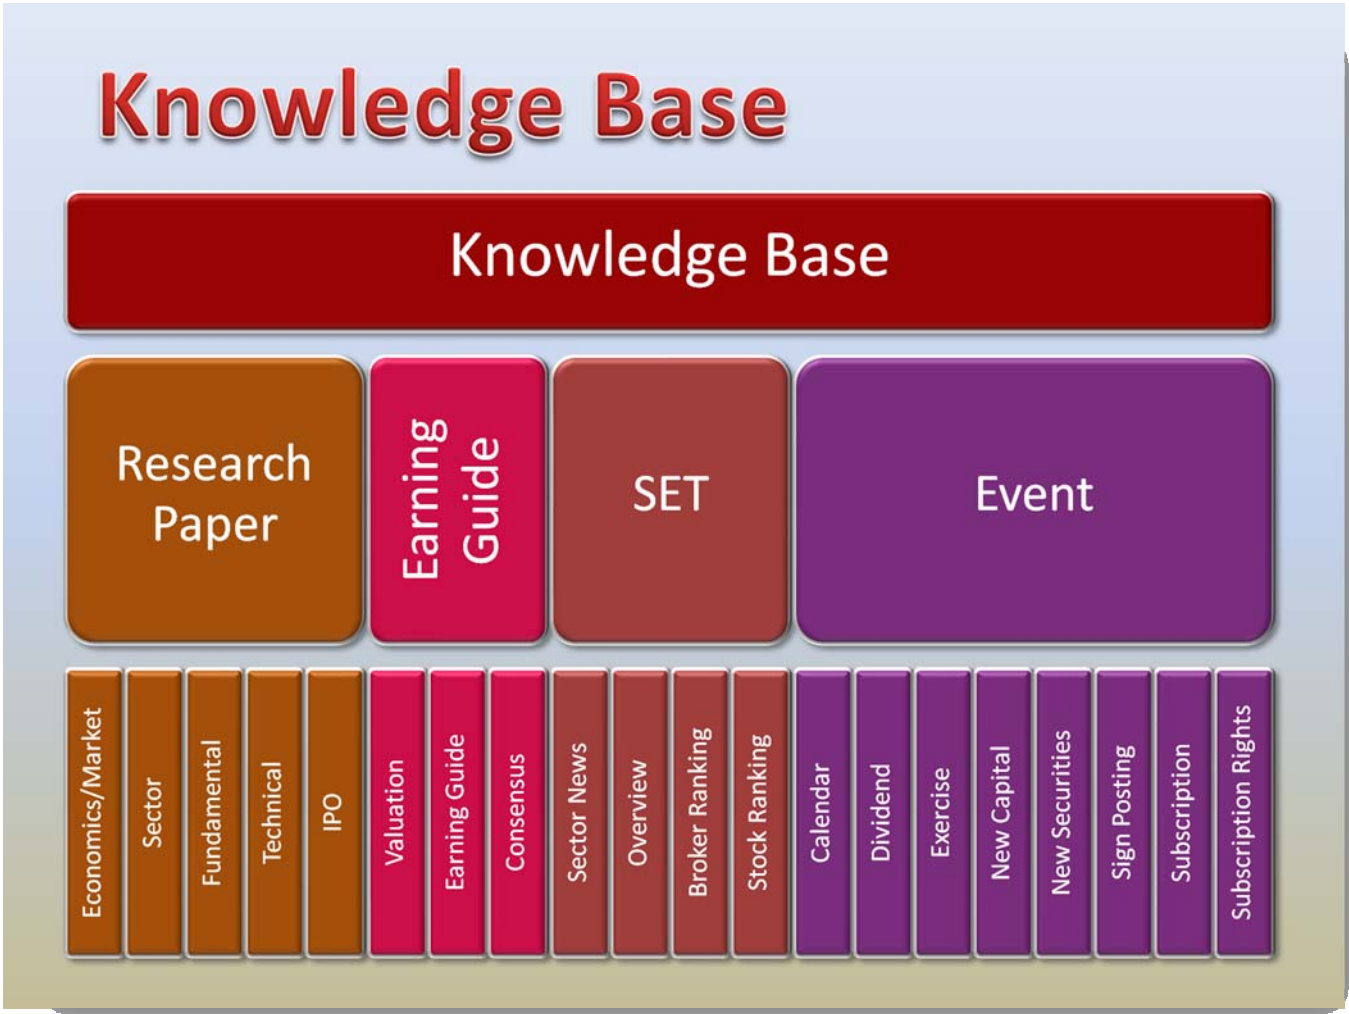 Knowledge Base
Knowledge Base
Research
Paper
Earning
Guide
SET
Event
Economics/Market
Sector
Fundamental
Technical
IPO
Valuation
Earning Guide
Consensus
Sector News
Overview
Broker Ranking
Stock Ranking
Calendar
Dividend
Exercise
New Capital
New Securities
Sign Posting
Subscription
Subscription Rights